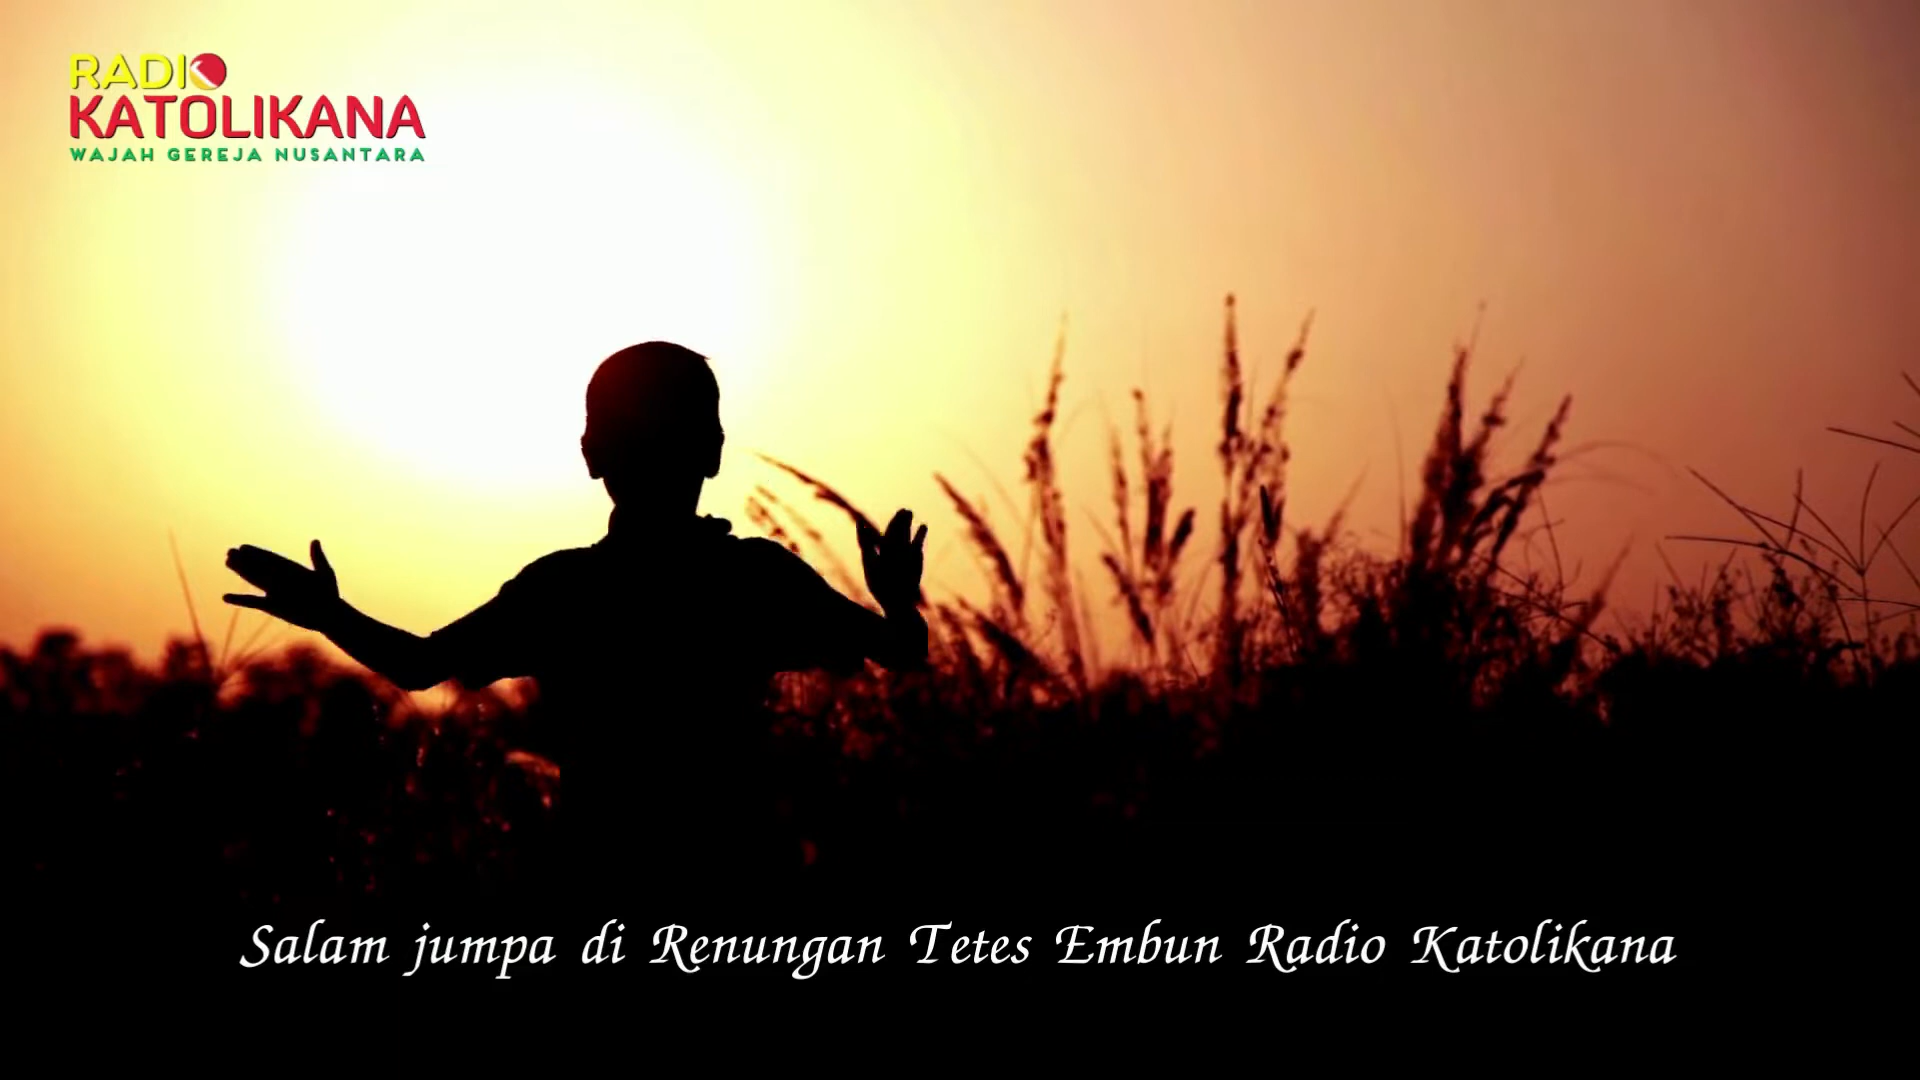 RADIO
KATOLIKANA
WAJAH GEREJA NUSANTARA
Salam jumpa di Renungan Tetes Embun Radio Katolikana